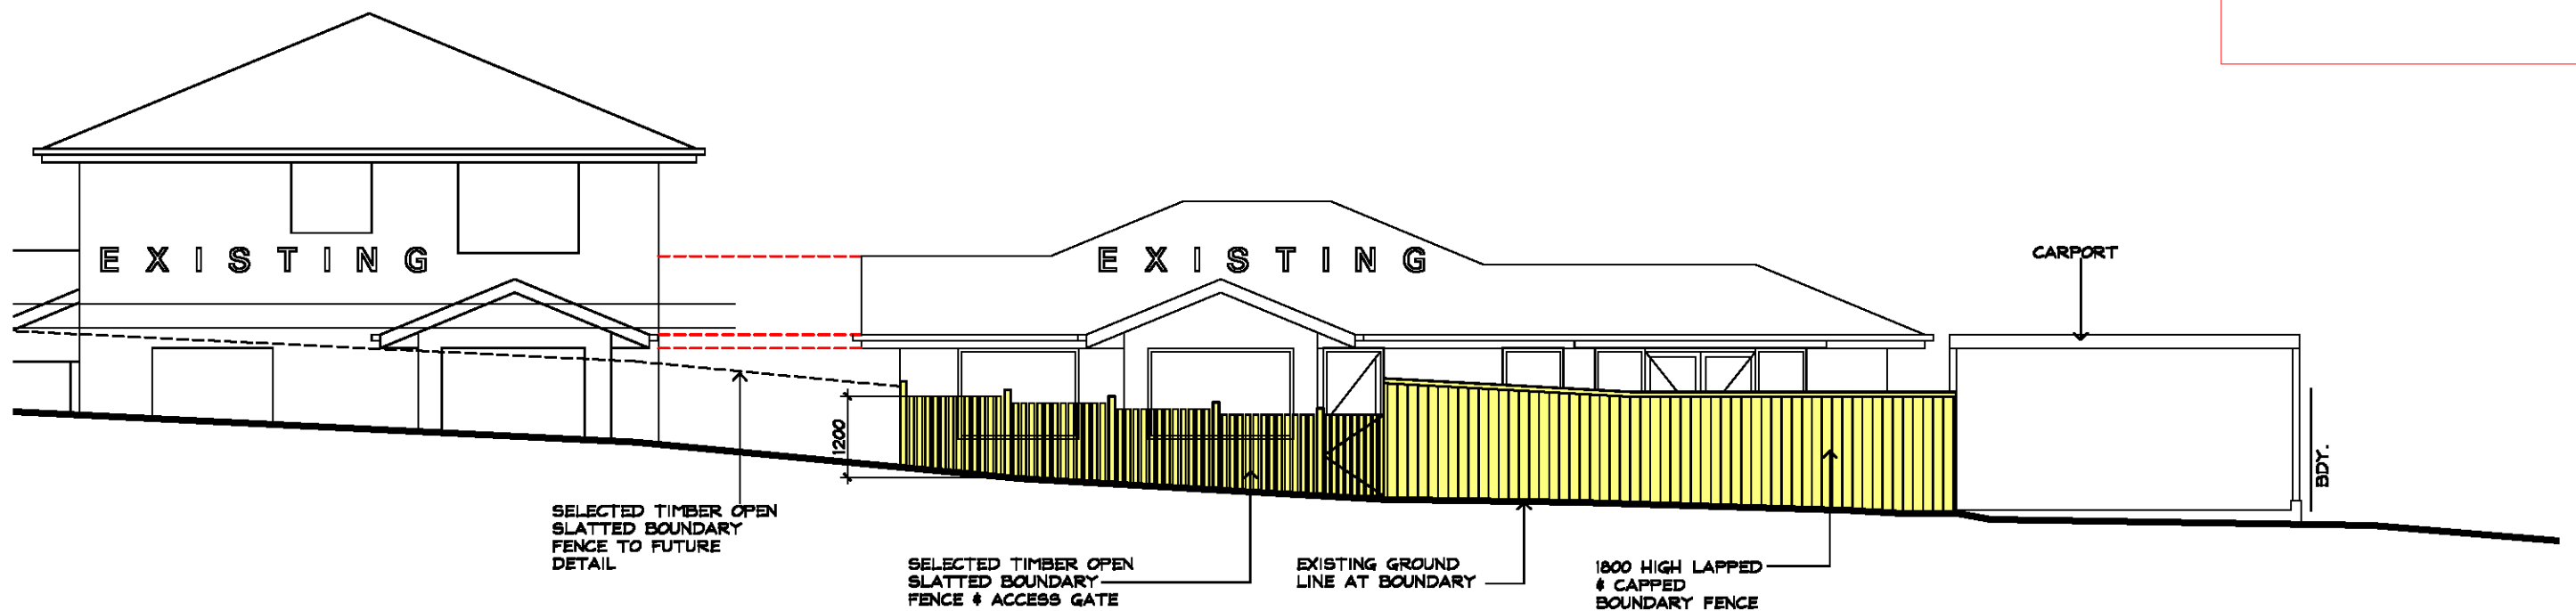 EXISTING
EXISTING
CARPORT
1200
BDY.
SELECTED TIMBER OPEN
SLATTED BOUNDARY
FENCE TO FUTURE
DETAIL
SELECTED TIMBER OPEN
SLATTED BOUNDARY
FENCE & ACCESS GATE
EXISTING GROUND
LINE AT BOUNDARY
1800 HIGH LAPPED
& CAPPED
BOUNDARY FENCE